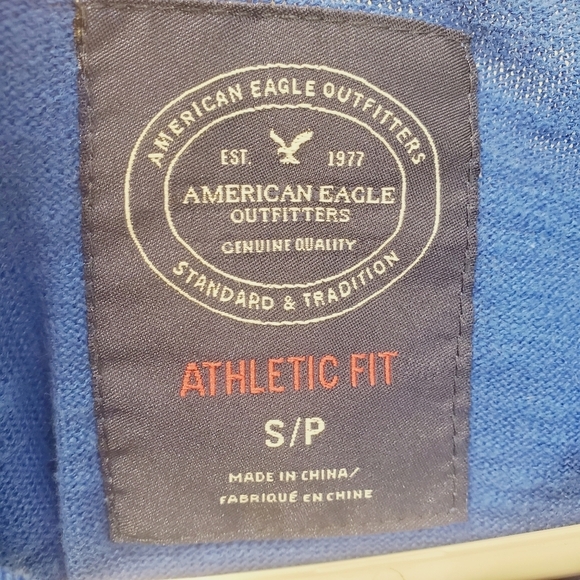 AMERICAN EAGLE OUTFITTERS
EST. 1977
AMERICAN EAGLE
OUTFITTERS
GENUINE QUALITY
STANDARD & TRADITION
ATHLETIC FIT
S/P
MADE IN CHINA/
FABRIQUÉ EN CHINE